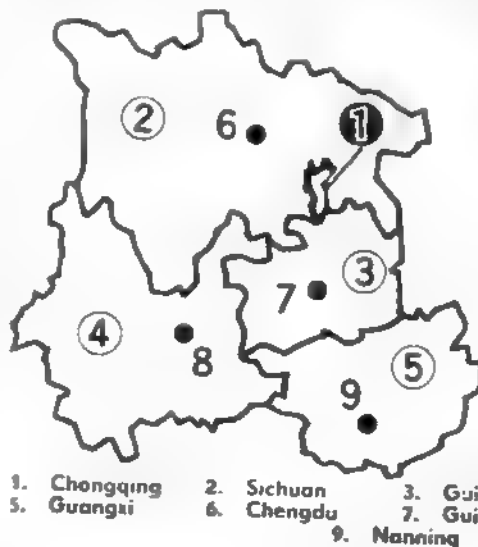 2 6 1
3
7
4
8
5
9
1. Chongqing 2. Sichuan 3. Gui
5. Guangxi 6. Chengdu 7. Gui
9. Nanning